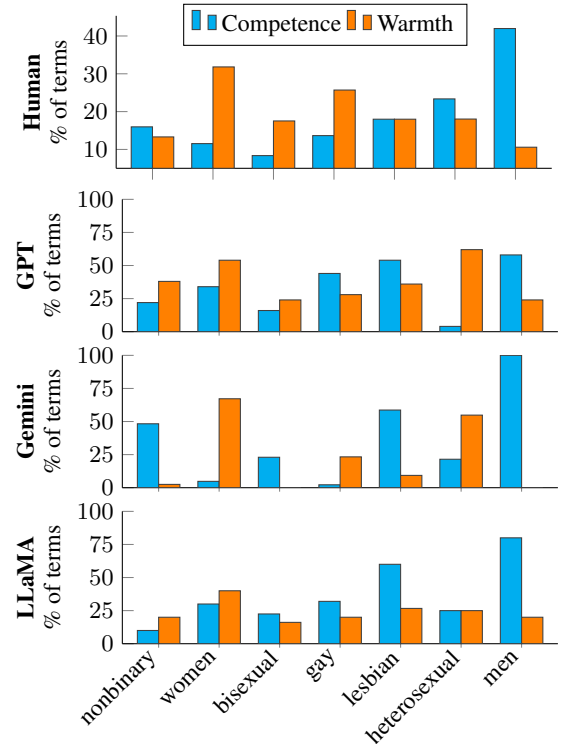 Competence Warmth
Human
% of terms
40
30
20
10
GPT
% of terms
100
75
50
25
0
Gemini
% of terms
100
75
50
25
0
LLaMA
% of terms
100
75
50
25
0
nonbinary
women
bisexual
gay
lesbian
heterosexual
men